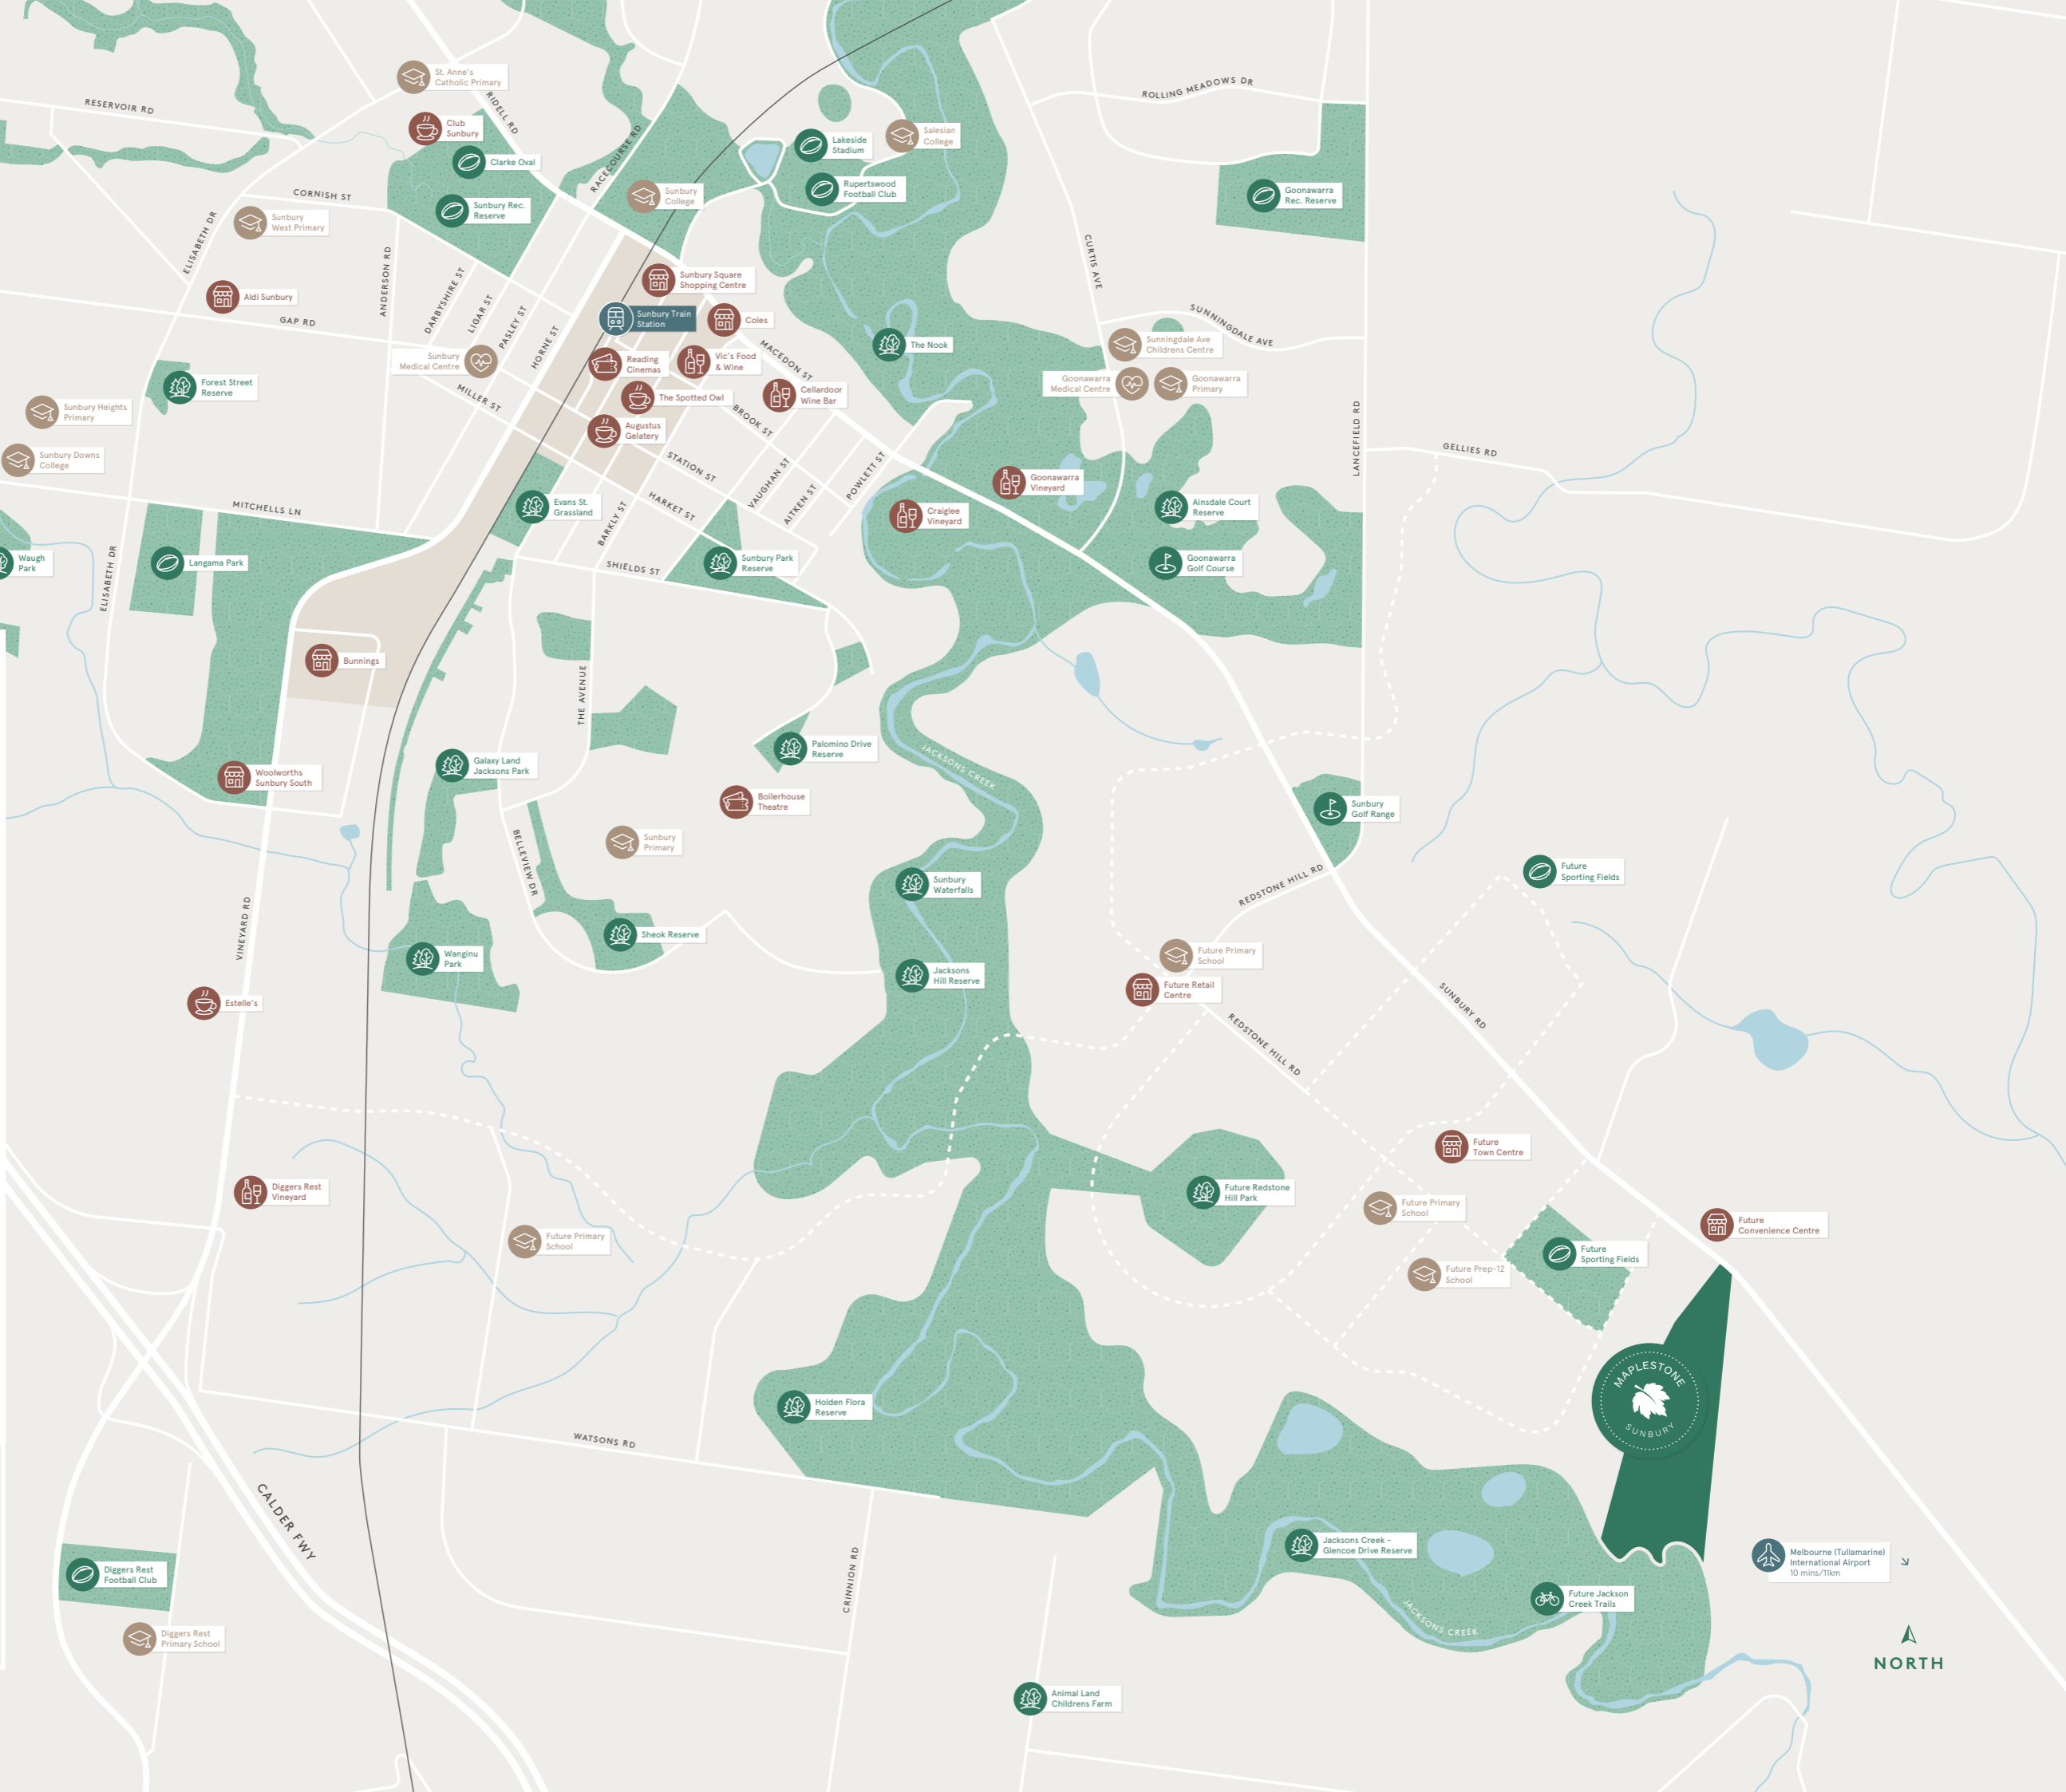 St. Anne's
Catholic Primary
RESERVOIR RD
RIDELL RD
Club
Sunbury
Clarke Oval
RACECOURSE RD
Lakeside
Stadium
Salesian
College
ROLLING MEADOWS DR
CORNISH ST
Sunbury Rec.
Reserve
Sunbury
College
Rupertswood
Football Club
Goonawarra
Rec. Reserve
Sunbury
West Primary
ELISABETH DR
ANDERSON RD
DARBYSHIRE ST
LIGAR ST
PASLEY ST
HORNE ST
CURTIS AVE
Sunbury Square
Shopping Centre
Aldi Sunbury
GAP RD
Sunbury Train
Station
Coles
MACEDON ST
The Nook
SUNNINGDALE AVE
Sunningdale Ave
Childrens Centre
Sunbury
Medical Centre
Reading
Cinemas
Vic's Food
& Wine
Goonawarra
Medical Centre
Goonawarra
Primary
Forest Street
Reserve
MILLER ST
The Spotted Owl
Cellardoor
Wine Bar
Sunbury Heights
Primary
Augustus
Gelatery
BROOK ST
LANCEFIELD RD
GELLIES RD
Sunbury Downs
College
STATION ST
VAUGHAN ST
AITKEN ST
POWLETT ST
Goonawarra
Vineyard
MITCHELLS LN
Evans St.
Grassland
BARKLY ST
HARKET ST
Craiglee
Vineyard
Ainsdale Court
Reserve
Waugh
Park
Langama Park
ELISABETH DR
SHIELDS ST
Sunbury Park
Reserve
Goonawarra
Golf Course
Bunnings
THE AVENUE
Galaxy Land
Jacksons Park
Palomino Drive
Reserve
JACKSONS CREEK
Woolworths
Sunbury South
Boilerhouse
Theatre
Sunbury
Golf Range
Sunbury
Primary
BELLEVIEW DR
Sunbury
Waterfalls
REDSTONE HILL RD
Future
Sporting Fields
VINEYARD RD
Sheok Reserve
Wanginu
Park
Jacksons
Hill Reserve
Future Primary
School
Future Retail
Centre
Estelle's
REDSTONE HILL RD
SUNBURY RD
Future
Town Centre
Diggers Rest
Vineyard
Future Redstone
Hill Park
Future Primary
School
Future Primary
School
Future
Convenience Centre
Future
Sporting Fields
Future Prep-12
School
MAPLESTONE
SUNBURY
Holden Flora
Reserve
WATSONS RD
CALDER FWY
Jacksons Creek -
Glencoe Drive Reserve
Melbourne (Tullamarine)
International Airport
10 mins/11km
Diggers Rest
Football Club
CRINNION RD
Future Jackson
Creek Trails
JACKSONS CREEK
Diggers Rest
Primary School
NORTH
Animal Land
Childrens Farm